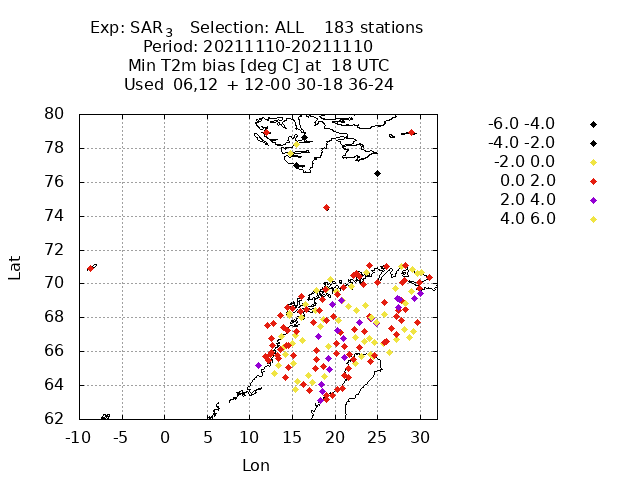 Exp: SAR3 Selection: ALL 183 stations
Period: 20211110-20211110
Min T2m bias [deg C] at 18 UTC
Used 06,12 + 12-00 30-18 36-24
-6.0 -4.0
-4.0 -2.0
-2.0 0.0
0.0 2.0
2.0 4.0
4.0 6.0
80
78
76
74
72
70
68
66
64
62
Lat
-10 -5 0 5 10 15 20 25 30
Lon